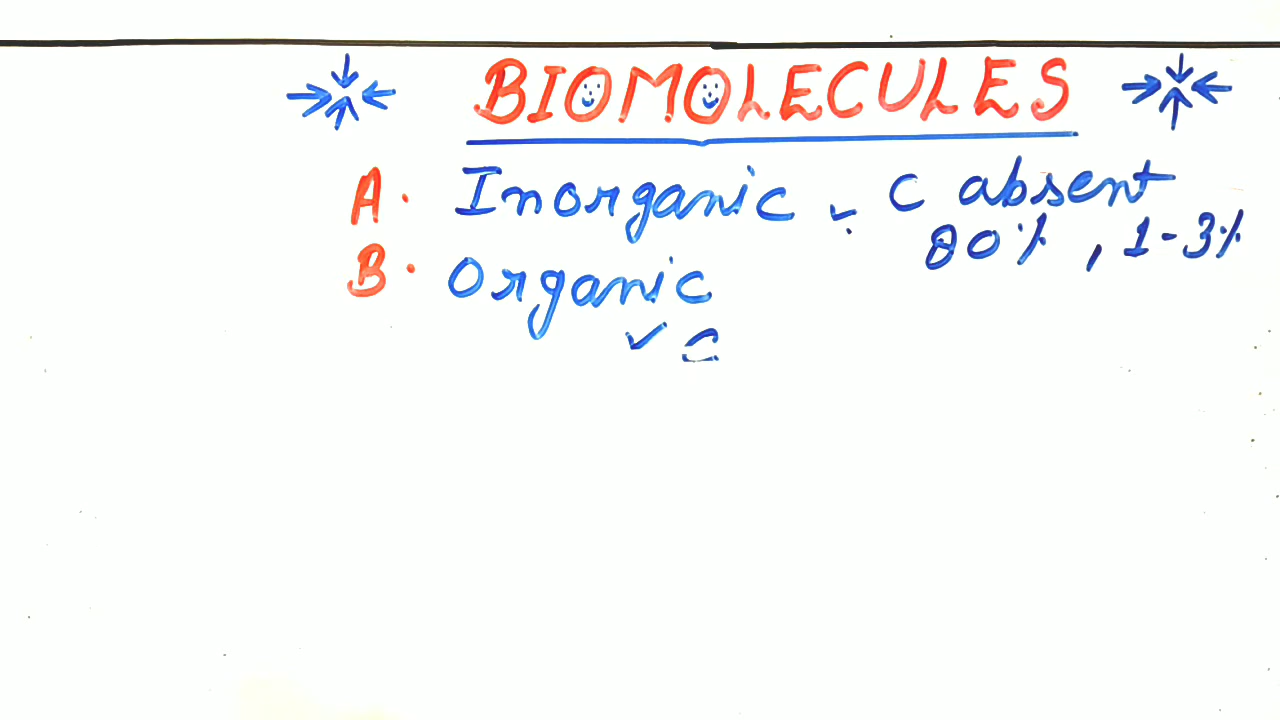 BIOMOLECULES
A. Inorganic - C absent
80%, 1-3%
B. Organic
✓ C